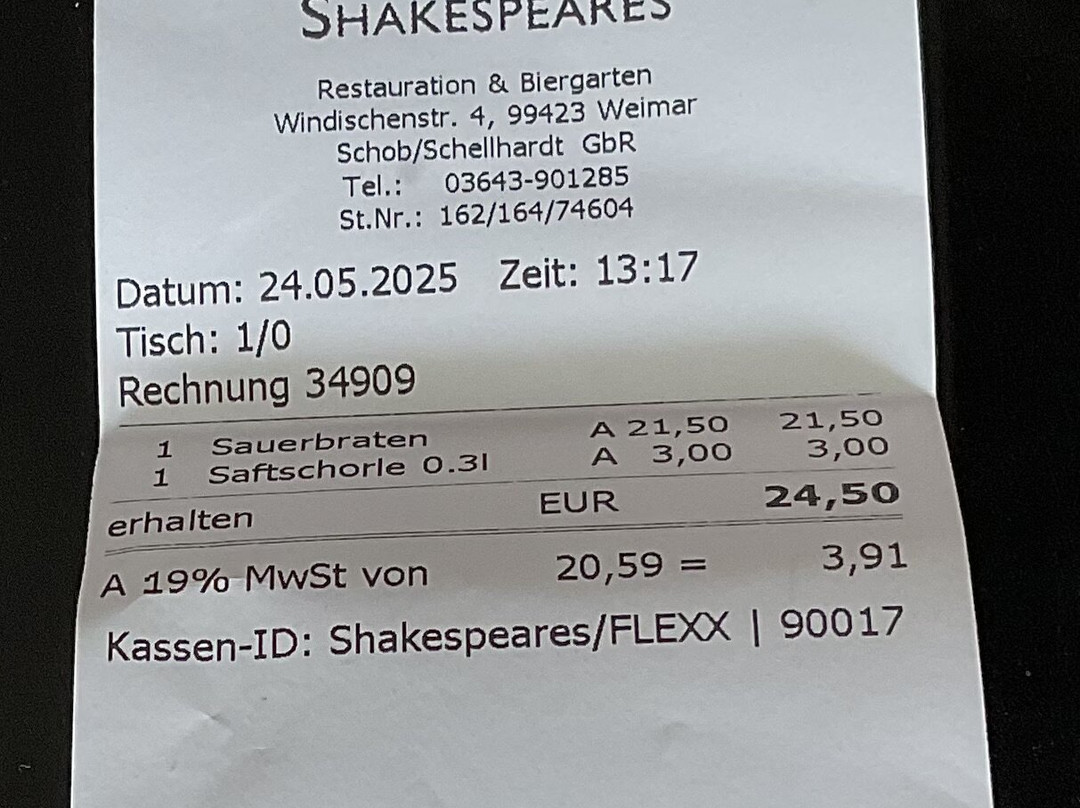 SHAKESPEARES
Restauration & Biergarten
Windischenstr. 4, 99423 Weimar
Schob/Schellhardt GbR
Tel.: 03643-901285
St.Nr.: 162/164/74604
Datum: 24.05.2025 Zeit: 13:17
Tisch: 1/0
Rechnung 34909
1 Sauerbraten A 21,50 21,50
1 Saftschorle 0.3l A 3,00 3,00
erhalten EUR 24,50
A 19% MwSt von 20,59 = 3,91
Kassen-ID: Shakespeares/FLEXX | 90017